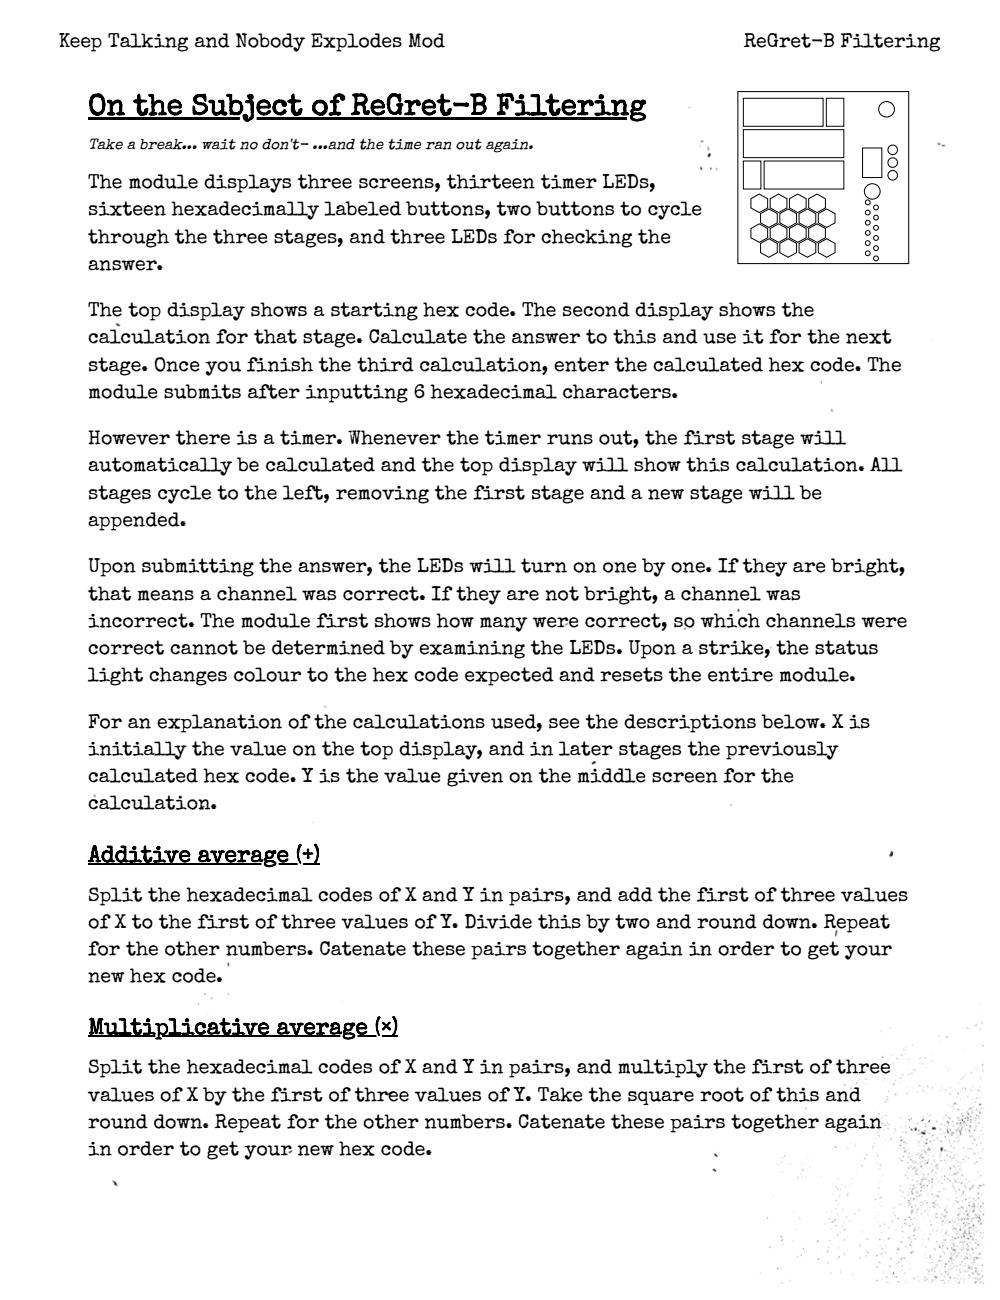 Keep Talking and Nobody Explodes Mod
ReGret-B Filtering
On the Subject of ReGret-B Filtering
Take a break... wait no don't- ...and the time ran out again.
The module displays three screens, thirteen timer LEDs,
sixteen hexadecimally labeled buttons, two buttons to cycle
through the three stages, and three LEDs for checking the
answer.
The top display shows a starting hex code. The second display shows the
calculation for that stage. Calculate the answer to this and use it for the next
stage. Once you finish the third calculation, enter the calculated hex code. The
module submits after inputting 6 hexadecimal characters.
However there is a timer. Whenever the timer runs out, the first stage will
automatically be calculated and the top display will show this calculation. All
stages cycle to the left, removing the first stage and a new stage will be
appended.
Upon submitting the answer, the LEDs will turn on one by one. If they are bright,
that means a channel was correct. If they are not bright, a channel was
incorrect. The module first shows how many were correct, so which channels were
correct cannot be determined by examining the LEDs. Upon a strike, the status
light changes colour to the hex code expected and resets the entire module.
For an explanation of the calculations used, see the descriptions below. X is
initially the value on the top display, and in later stages the previously
calculated hex code. Y is the value given on the middle screen for the
calculation.
Additive average (+)
Split the hexadecimal codes of X and Y in pairs, and add the first of three values
of X to the first of three values of Y. Divide this by two and round down. Repeat
for the other numbers. Catenate these pairs together again in order to get your
new hex code.
Multiplicative average (×)
Split the hexadecimal codes of X and Y in pairs, and multiply the first of three
values of X by the first of three values of Y. Take the square root of this and
round down. Repeat for the other numbers. Catenate these pairs together again
in order to get your new hex code.